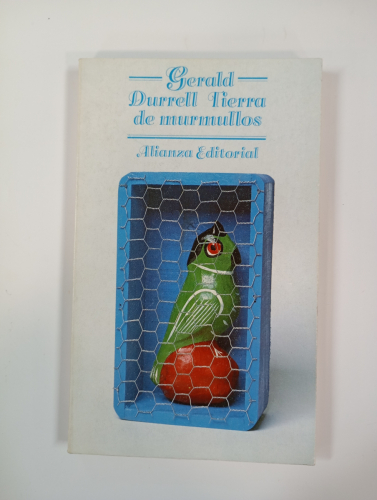 Gerald
Durrell Tierra
de murmullos
Alianza Editorial